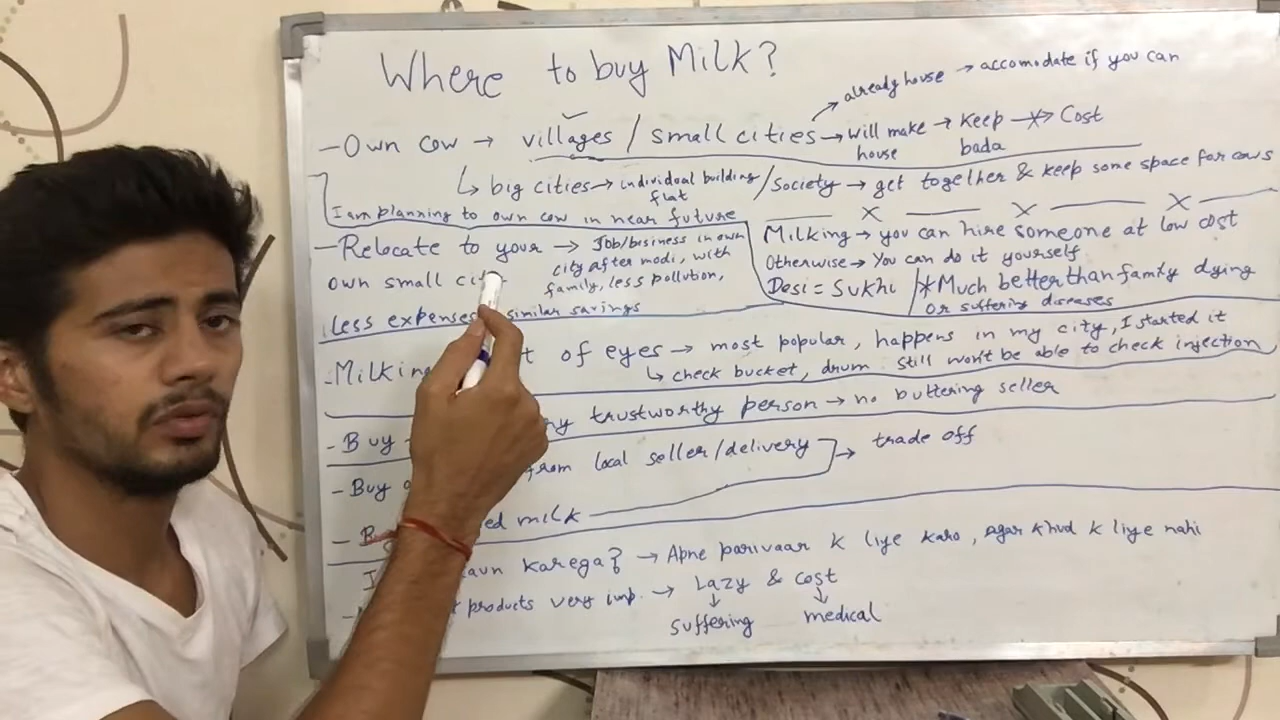 Where to buy Milk?
already house → accomodate if you can
- Own cow → villages / small cities → will make house → keep bada → Cost
↳ big cities → individual building flat / Society → get together & keep some space for cows
I am planning to own cow in near future
- Relocate to your own small city → Job/business in own city after modi, with family, less pollution,
less expenses, similar savings
X X X
Milking → you can hire someone at low cost
Otherwise → You can do it yourself
Desi = Sukhi | * Much better than family dying or suffering diseases
- Milking of eyes → most popular, happens in my city, I started it
↳ check bucket, drum. still won't be able to check injection
- Buy trustworthy person → no buttering seller
- Buy from local seller/delivery → trade off
- milk
karega? → Apne parivaar k liye karo, agar khud k liye nahi
products very imp. → Lazy & cost
↓ ↓
suffering medical